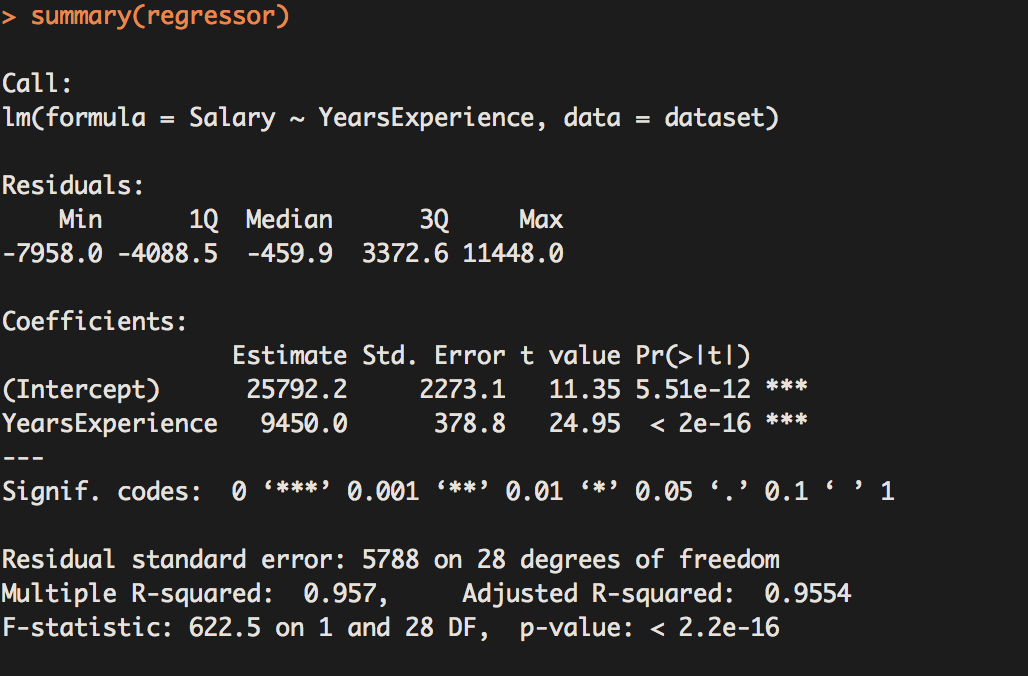 > summary(regressor)
Call:
lm(formula = Salary ~ YearsExperience, data = dataset)
Residuals:
    Min      1Q  Median      3Q     Max
-7958.0 -4088.5  -459.9  3372.6 11448.0
Coefficients:
                Estimate Std. Error t value Pr(>|t|)
(Intercept)      25792.2     2273.1   11.35 5.51e-12 ***
YearsExperience   9450.0      378.8   24.95  < 2e-16 ***
---
Signif. codes:  0 ‘***’ 0.001 ‘**’ 0.01 ‘*’ 0.05 ‘.’ 0.1 ‘ ’ 1
Residual standard error: 5788 on 28 degrees of freedom
Multiple R-squared:  0.957,     Adjusted R-squared:  0.9554
F-statistic: 622.5 on 1 and 28 DF,  p-value: < 2.2e-16